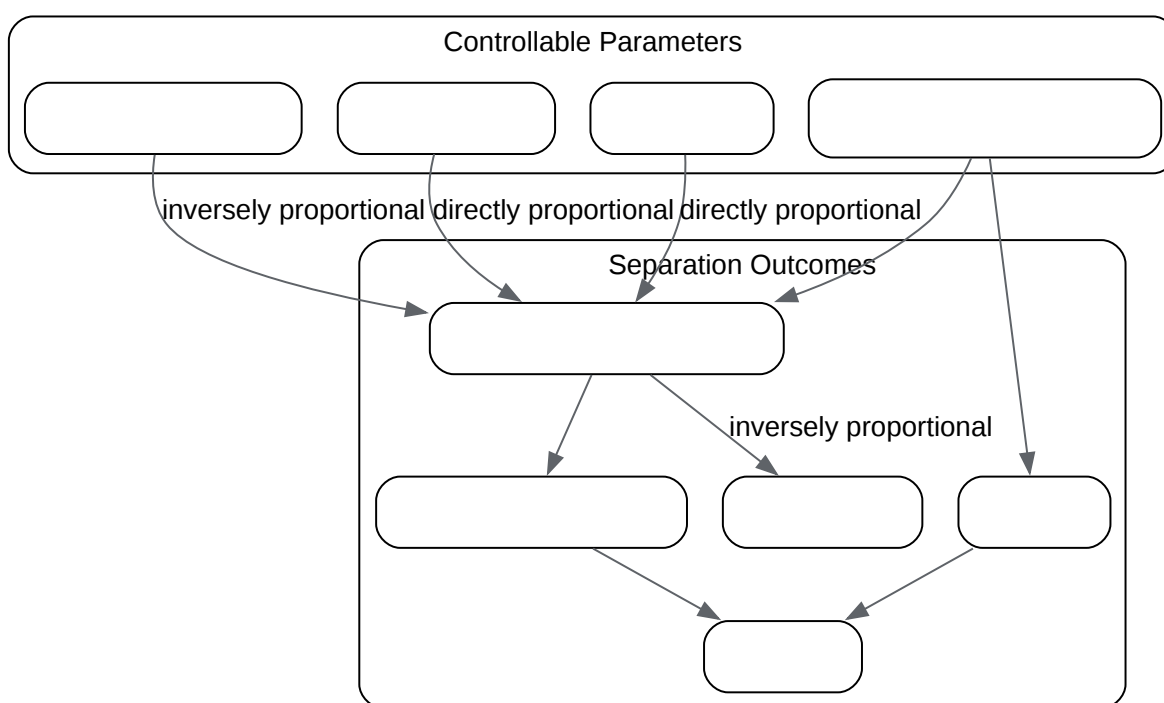 Controllable Parameters
inversely proportional
directly proportional
directly proportional
Separation Outcomes
inversely proportional